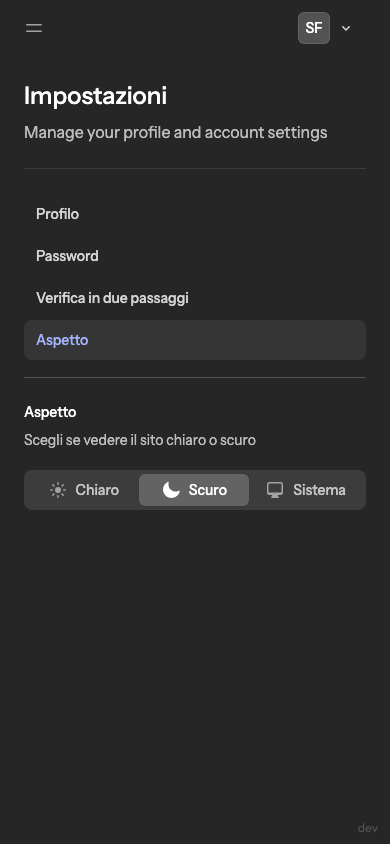 SF
Impostazioni
Manage your profile and account settings
Profilo
Password
Verifica in due passaggi
Aspetto
Aspetto
Scegli se vedere il sito chiaro o scuro
Chiaro Scuro Sistema
dev